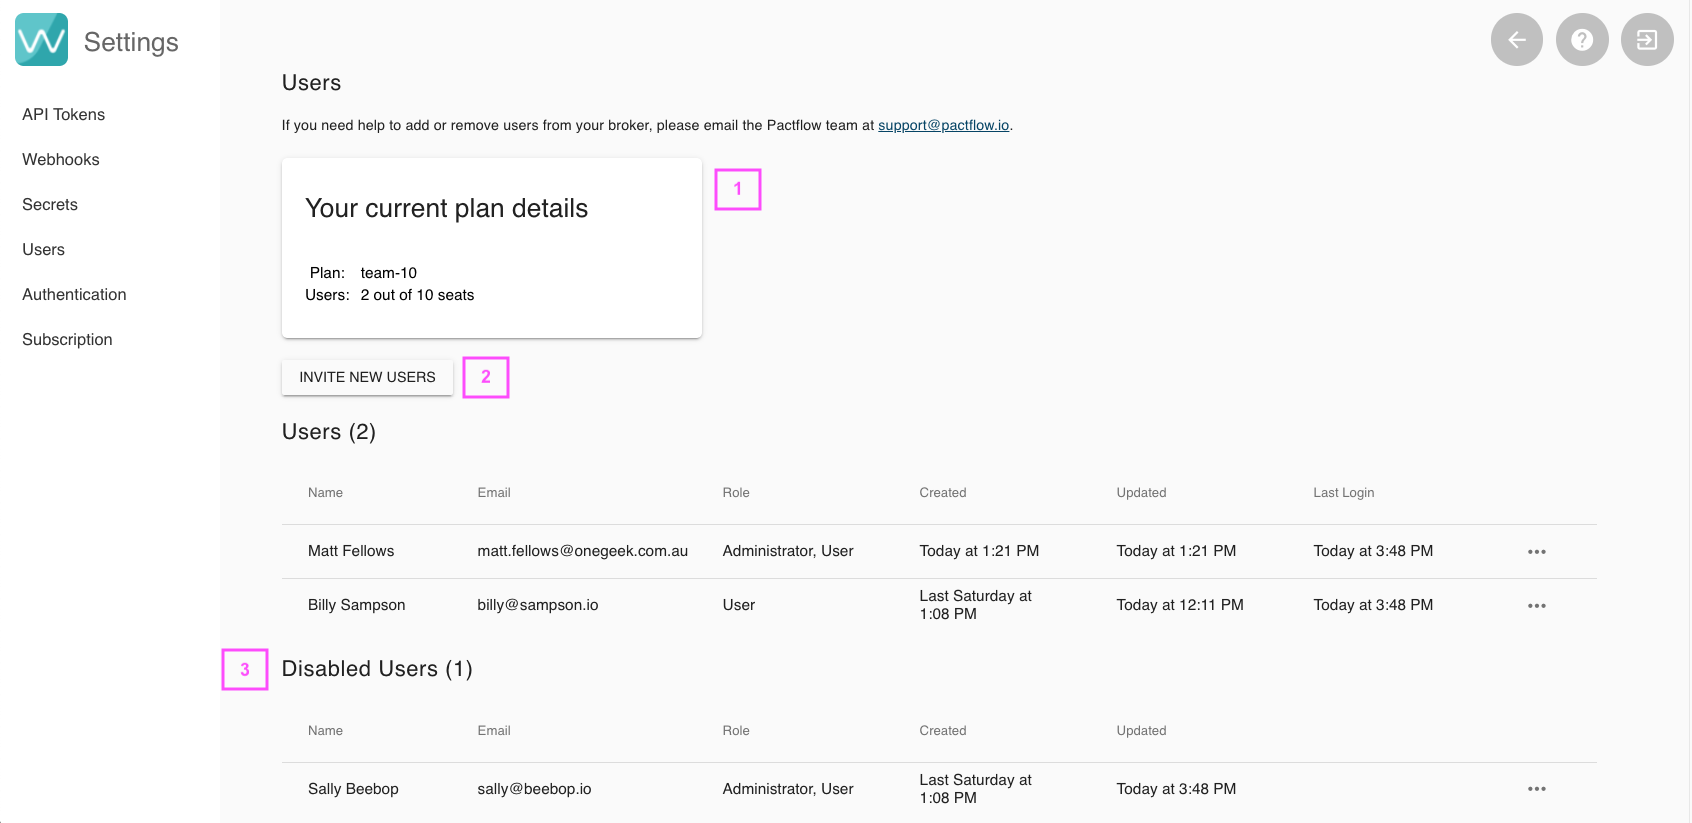 Settings
API Tokens
Webhooks
Secrets
Users
Authentication
Subscription
Users
If you need help to add or remove users from your broker, please email the Pactflow team at support@pactflow.io.
1
Your current plan details
Plan: team-10
Users: 2 out of 10 seats
INVITE NEW USERS
2
Users (2)
Name Email Role Created Updated Last Login
Matt Fellows matt.fellows@onegeek.com.au Administrator, User Today at 1:21 PM Today at 1:21 PM Today at 3:48 PM
Billy Sampson billy@sampson.io User Last Saturday at 1:08 PM Today at 12:11 PM Today at 3:48 PM
3
Disabled Users (1)
Name Email Role Created Updated
Sally Beebop sally@beebop.io Administrator, User Last Saturday at 1:08 PM Today at 3:48 PM